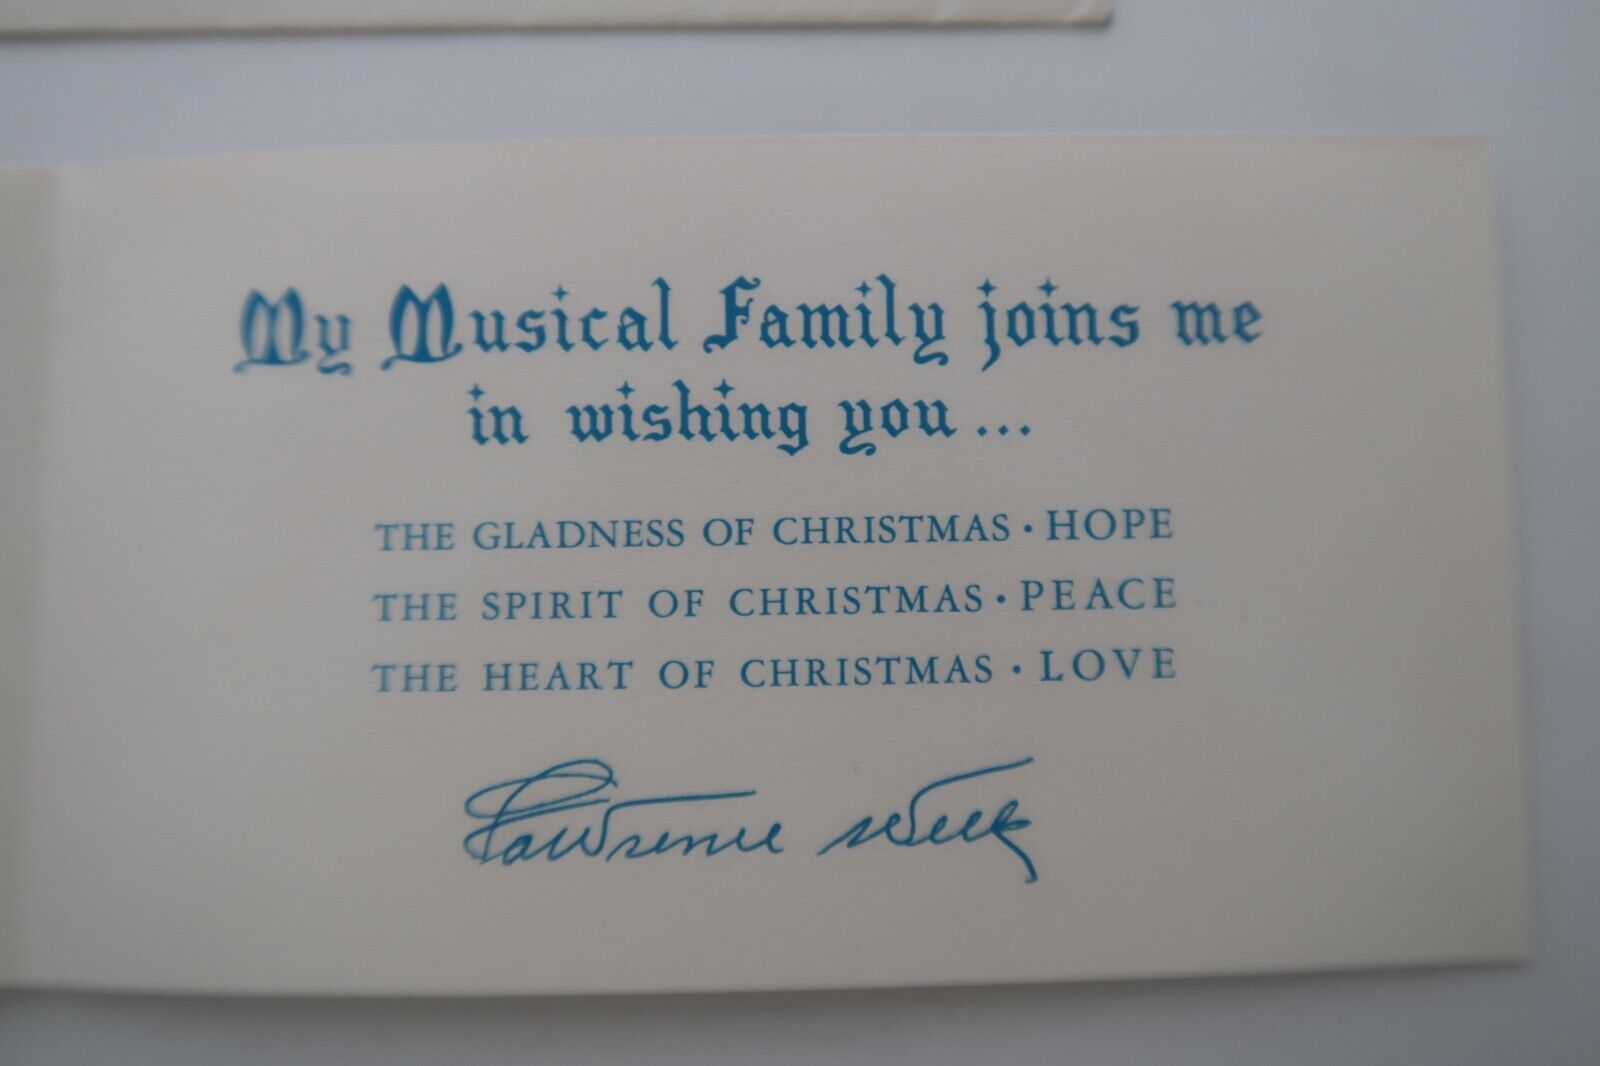 My Musical Family joins me
in wishing you...
THE GLADNESS OF CHRISTMAS · HOPE
THE SPIRIT OF CHRISTMAS · PEACE
THE HEART OF CHRISTMAS · LOVE
Lawrence Welk